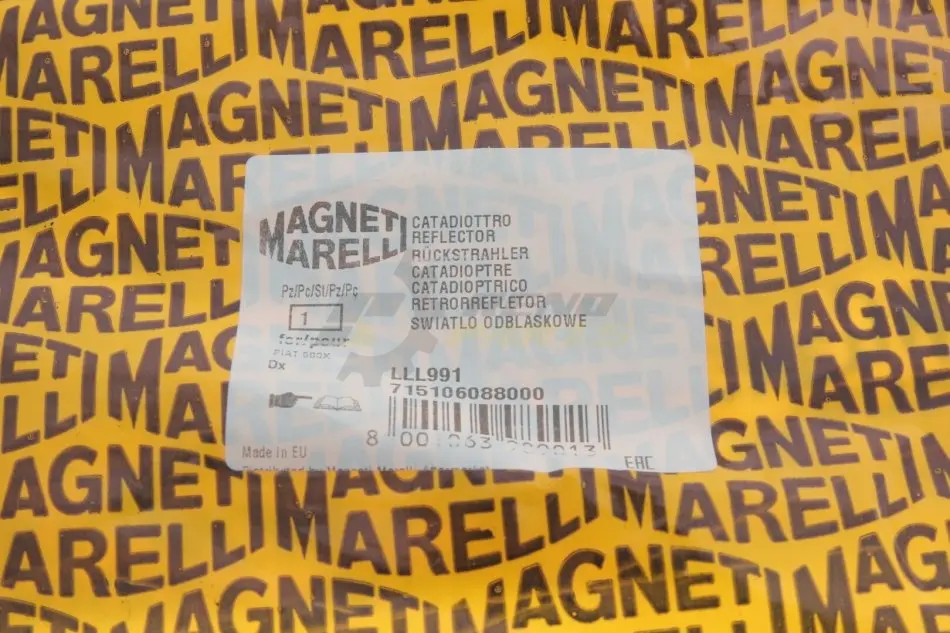 MAGNETI
MARELLI
CATADIOTTRO
REFLECTOR
RÜCKSTRAHLER
CATADIOPTRE
CATADIOPTRICO
RETRORREFLETOR
SWIATLO ODBLASKOWE
Pz/Pc/St/Pz/Pc
1
for/pour
FIAT 500X
Dx
LLL991
715106088000
Made in EU
EAC